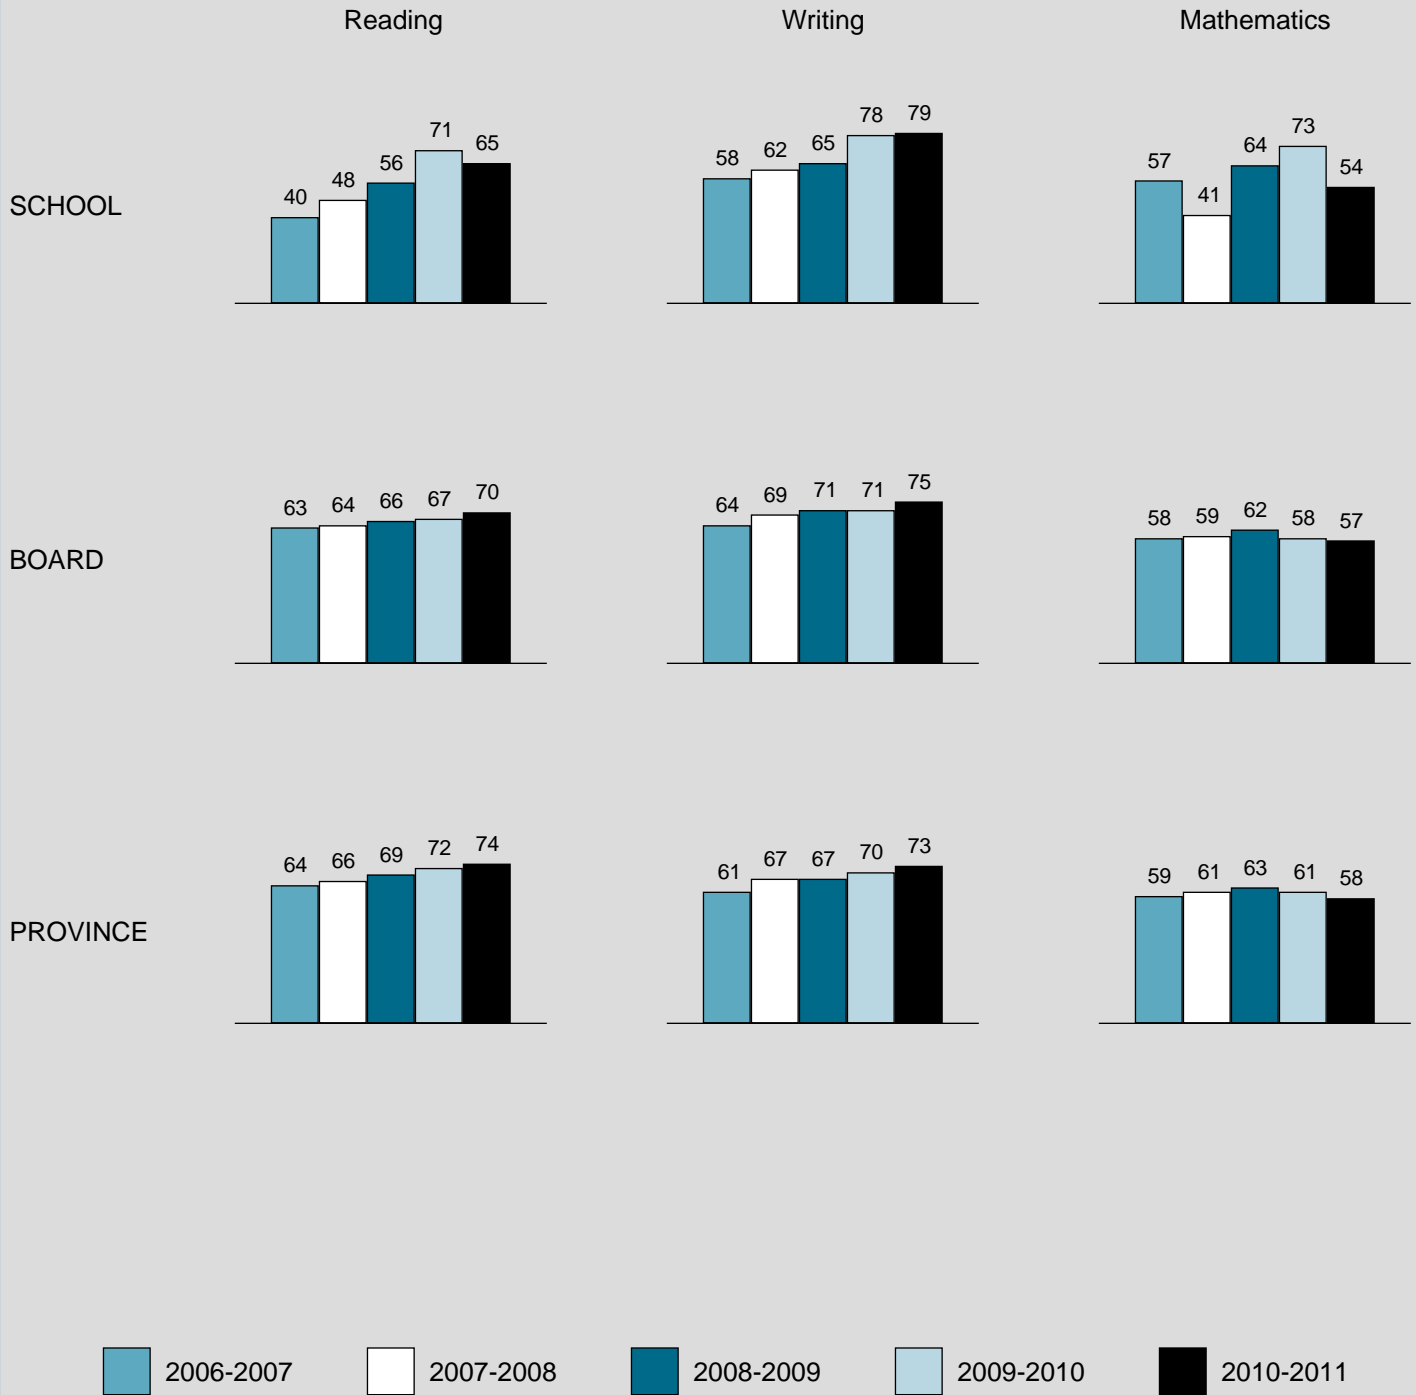 Reading Writing Mathematics
SCHOOL
40 48 56 71 65
58 62 65 78 79
57 41 64 73 54
BOARD
63 64 66 67 70
64 69 71 71 75
58 59 62 58 57
PROVINCE
64 66 69 72 74
61 67 67 70 73
59 61 63 61 58
2006-2007 2007-2008 2008-2009 2009-2010 2010-2011